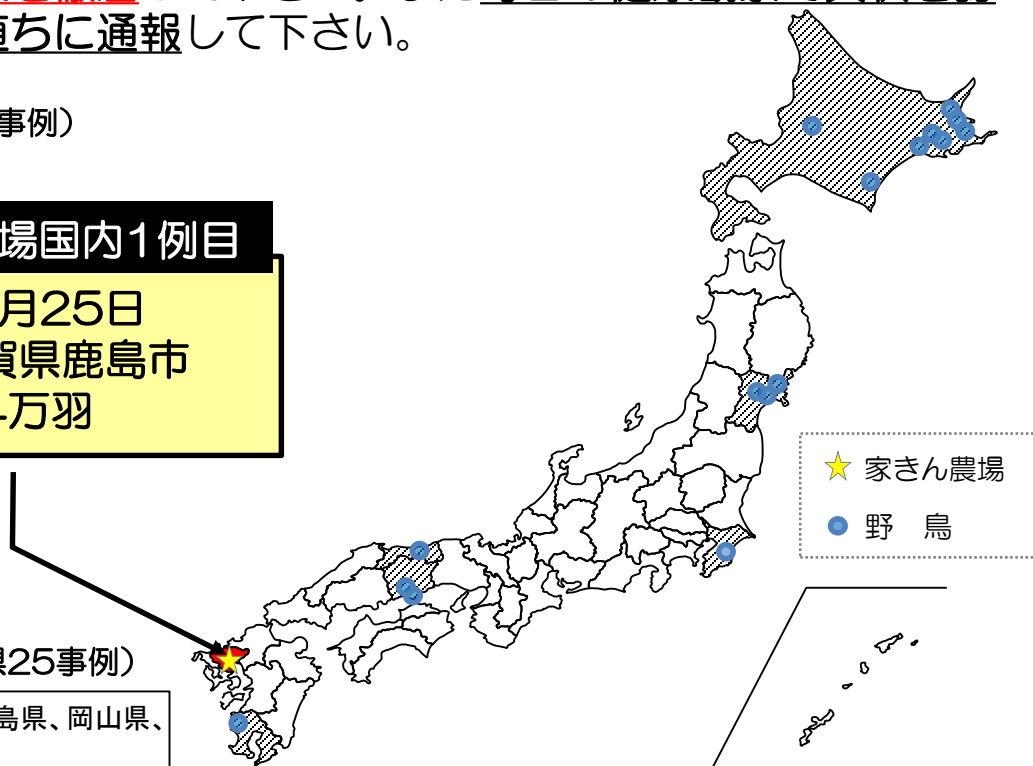 直ちに通報して下さい。
事例）
場国内1例目
月25日
賀県鹿島市
万羽
家きん農場
野　鳥
県25事例）
島県、岡山県、